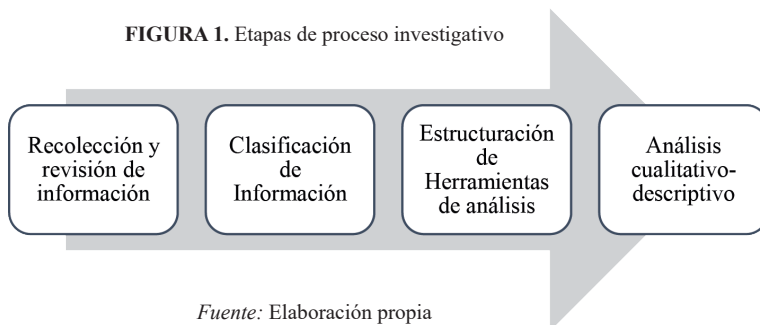 FIGURA 1. Etapas de proceso investigativo
Recolección y
revisión de
información
Clasificación
de
Información
Estructuración
de
Herramientas
de análisis
Análisis
cualitativo-
descriptivo
Fuente: Elaboración propia